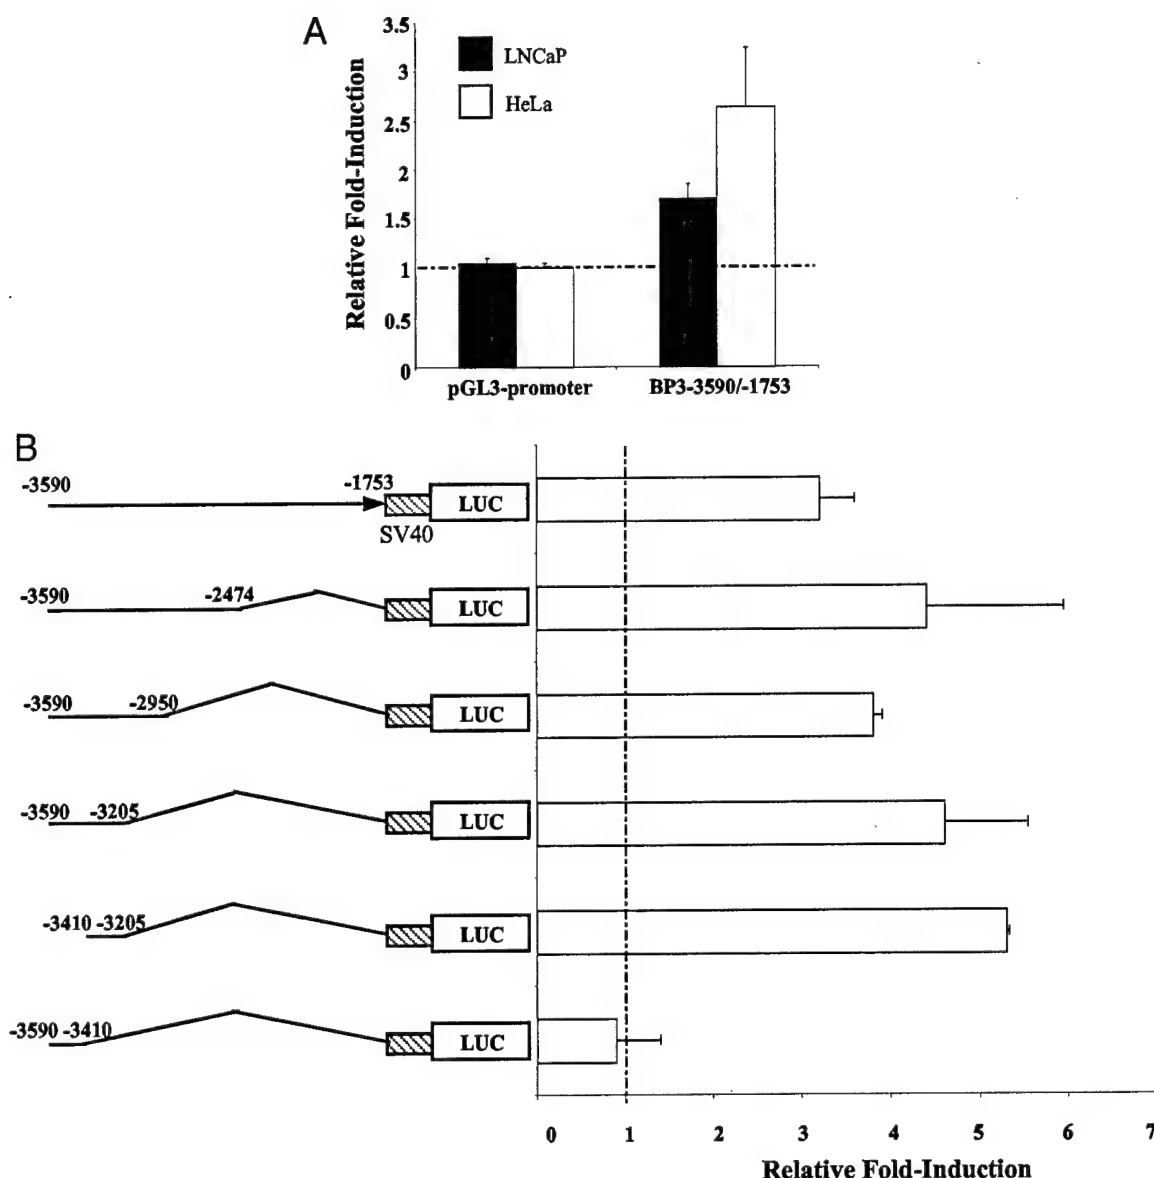 A
3.5
3
2.5
2
1.5
1
0.5
0
Relative Fold-Induction
LNCaP
HeLa
pGL3-promoter BP3-3590/-1753
B
-3590 -1753
LUC
SV40
-3590 -2474
LUC
-3590 -2950
LUC
-3590 -3205
LUC
-3410 -3205
LUC
-3590 -3410
LUC
0 1 2 3 4 5 6 7
Relative Fold-Induction